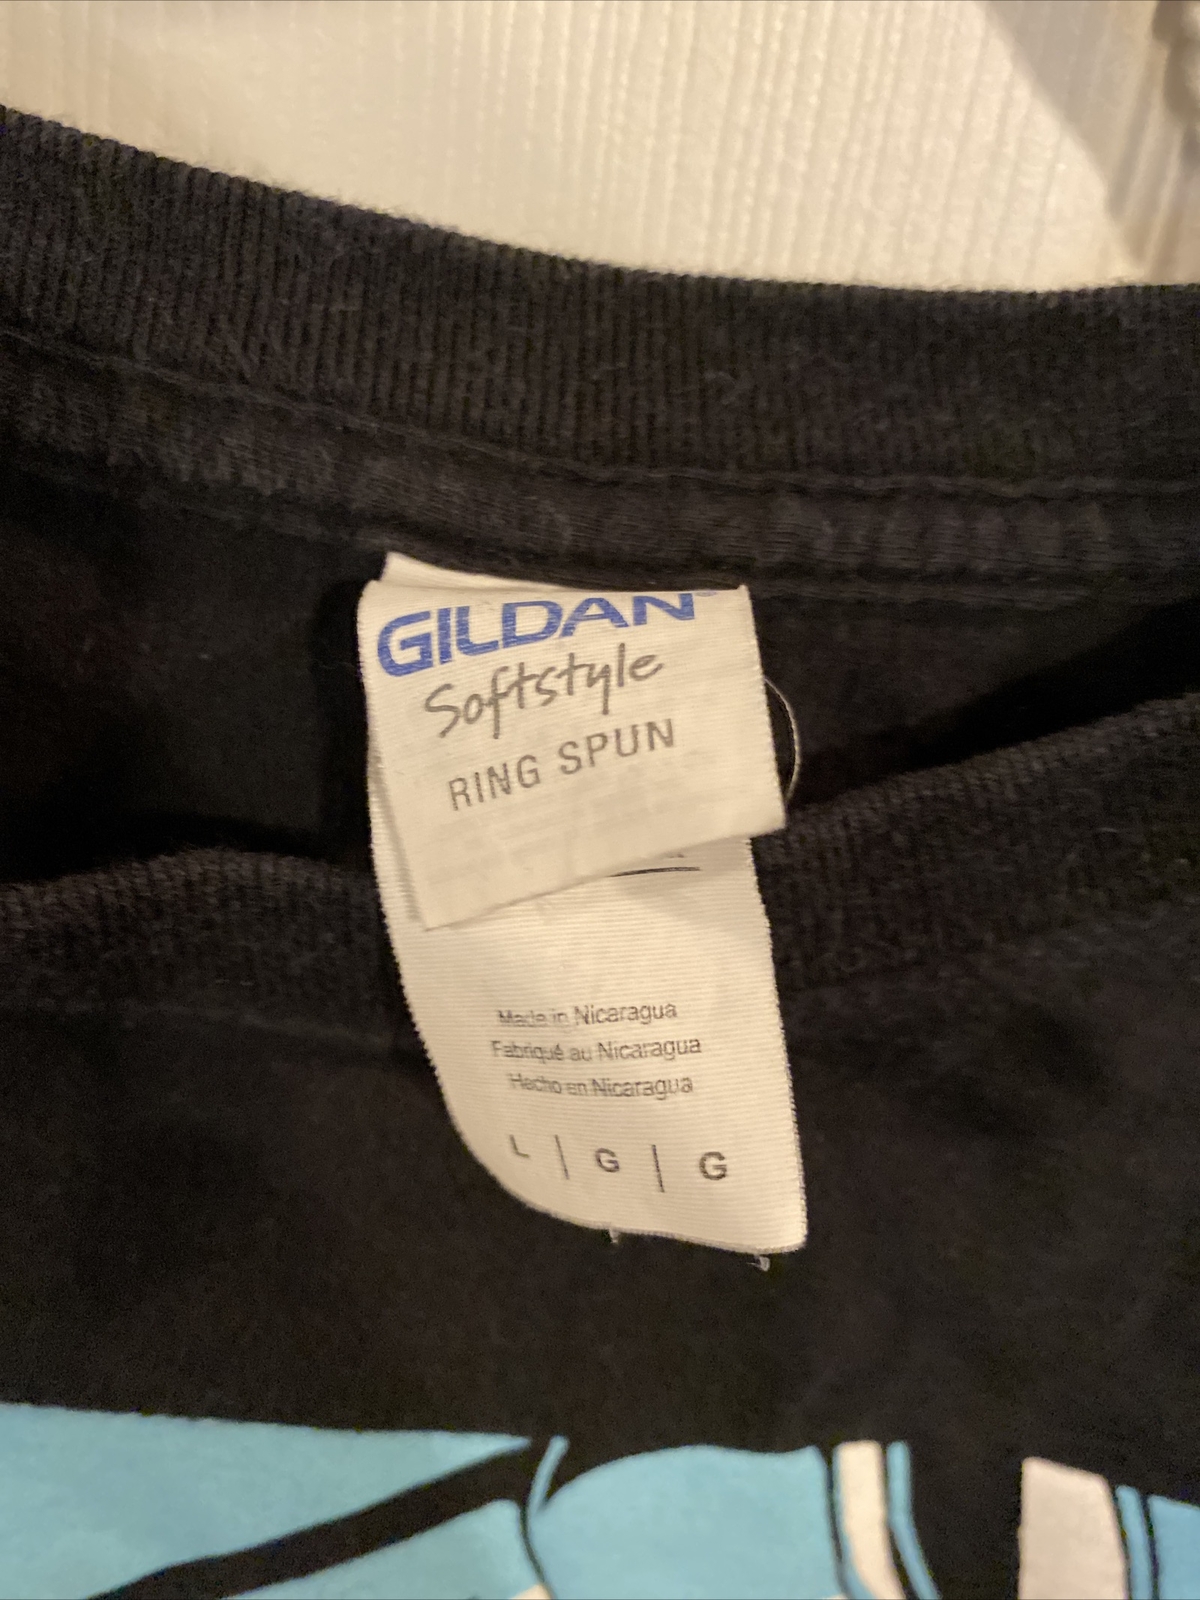 GILDAN®
Softstyle
RING SPUN
Made in Nicaragua
Fabriqué au Nicaragua
Hecho en Nicaragua
L | G | G